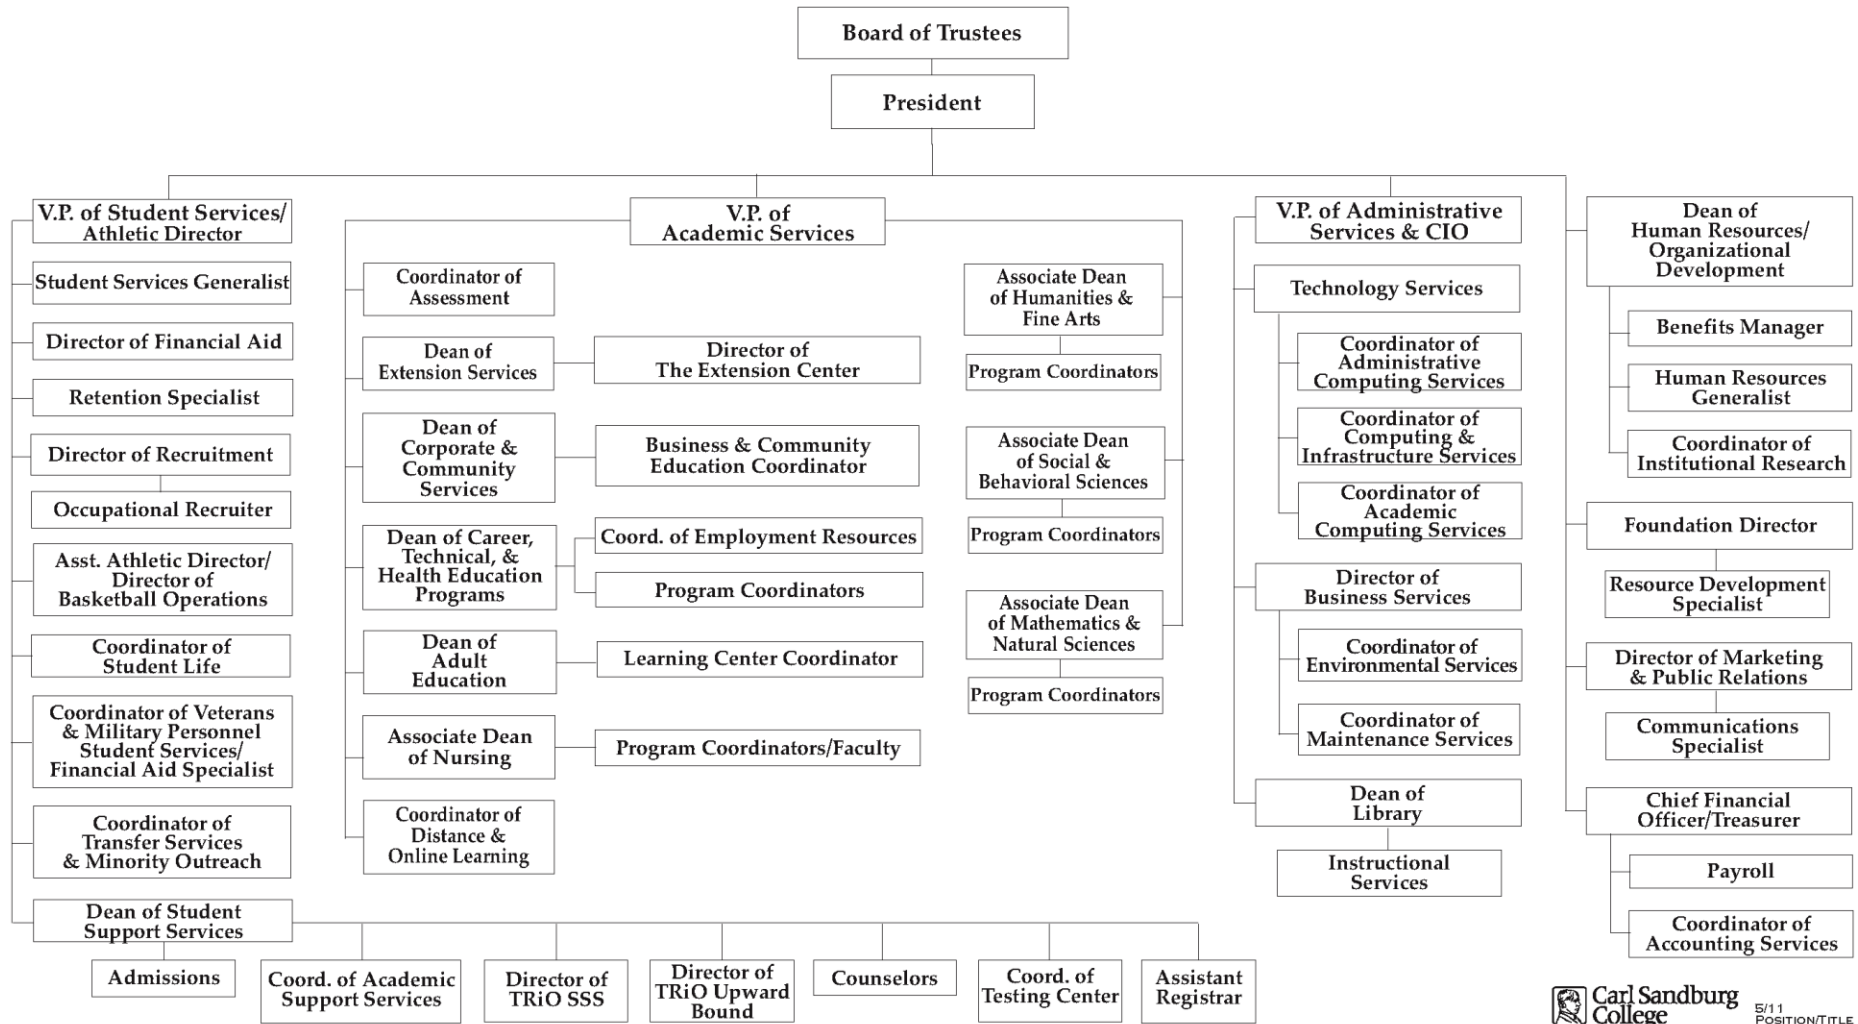 Board of Trustees
President
V.P. of Student Services/
Athletic Director
Student Services Generalist
Director of Financial Aid
Retention Specialist
Director of Recruitment
Occupational Recruiter
Asst. Athletic Director/
Director of
Basketball Operations
Coordinator of
Student Life
Coordinator of Veterans
& Military Personnel
Student Services/
Financial Aid Specialist
Coordinator of
Transfer Services
& Minority Outreach
Dean of Student
Support Services
Admissions
Coord. of Academic
Support Services
Director of
TRiO SSS
Director of
TRiO Upward
Bound
Counselors
Coord. of
Testing Center
Assistant
Registrar
V.P. of
Academic Services
Coordinator of
Assessment
Dean of
Extension Services
Director of
The Extension Center
Dean of
Corporate &
Community
Services
Business & Community
Education Coordinator
Dean of Career,
Technical, &
Health Education
Programs
Coord. of Employment Resources
Program Coordinators
Dean of
Adult
Education
Learning Center Coordinator
Associate Dean
of Nursing
Program Coordinators/Faculty
Coordinator of
Distance &
Online Learning
Associate Dean
of Humanities &
Fine Arts
Program Coordinators
Associate Dean
of Social &
Behavioral Sciences
Program Coordinators
Associate Dean
of Mathematics &
Natural Sciences
Program Coordinators
V.P. of Administrative
Services & CIO
Technology Services
Coordinator of
Administrative
Computing Services
Coordinator of
Computing &
Infrastructure Services
Coordinator of
Academic
Computing Services
Director of
Business Services
Coordinator of
Environmental Services
Coordinator of
Maintenance Services
Dean of
Library
Instructional
Services
Dean of
Human Resources/
Organizational
Development
Benefits Manager
Human Resources
Generalist
Coordinator of
Institutional Research
Foundation Director
Resource Development
Specialist
Director of Marketing
& Public Relations
Communications
Specialist
Chief Financial
Officer/Treasurer
Payroll
Coordinator of
Accounting Services
Carl Sandburg
College
5/11
POSITION/TITLE